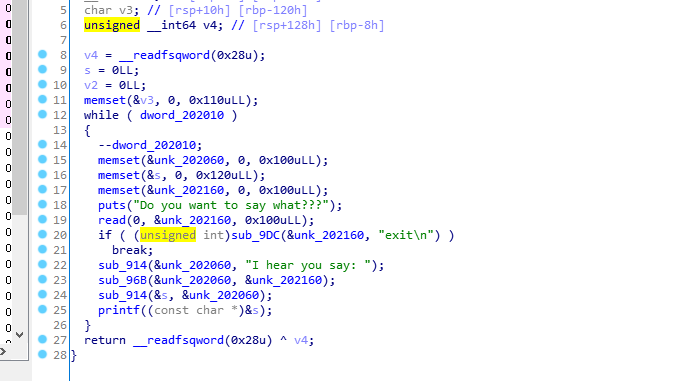 5 char v3; // [rsp+10h] [rbp-120h]
6 unsigned __int64 v4; // [rsp+128h] [rbp-8h]
7
8 v4 = __readfsqword(0x28u);
9 s = 0LL;
10 v2 = 0LL;
11 memset(&v3, 0, 0x110uLL);
12 while ( dword_202010 )
13 {
14 --dword_202010;
15 memset(&unk_202060, 0, 0x100uLL);
16 memset(&s, 0, 0x120uLL);
17 memset(&unk_202160, 0, 0x100uLL);
18 puts("Do you want to say what???");
19 read(0, &unk_202160, 0x100uLL);
20 if ( (unsigned int)sub_9DC(&unk_202160, "exit\n") )
21 break;
22 sub_914(&unk_202060, "I hear you say: ");
23 sub_96B(&unk_202060, &unk_202160);
24 sub_914(&s, &unk_202060);
25 printf((const char *)&s);
26 }
27 return __readfsqword(0x28u) ^ v4;
28 }